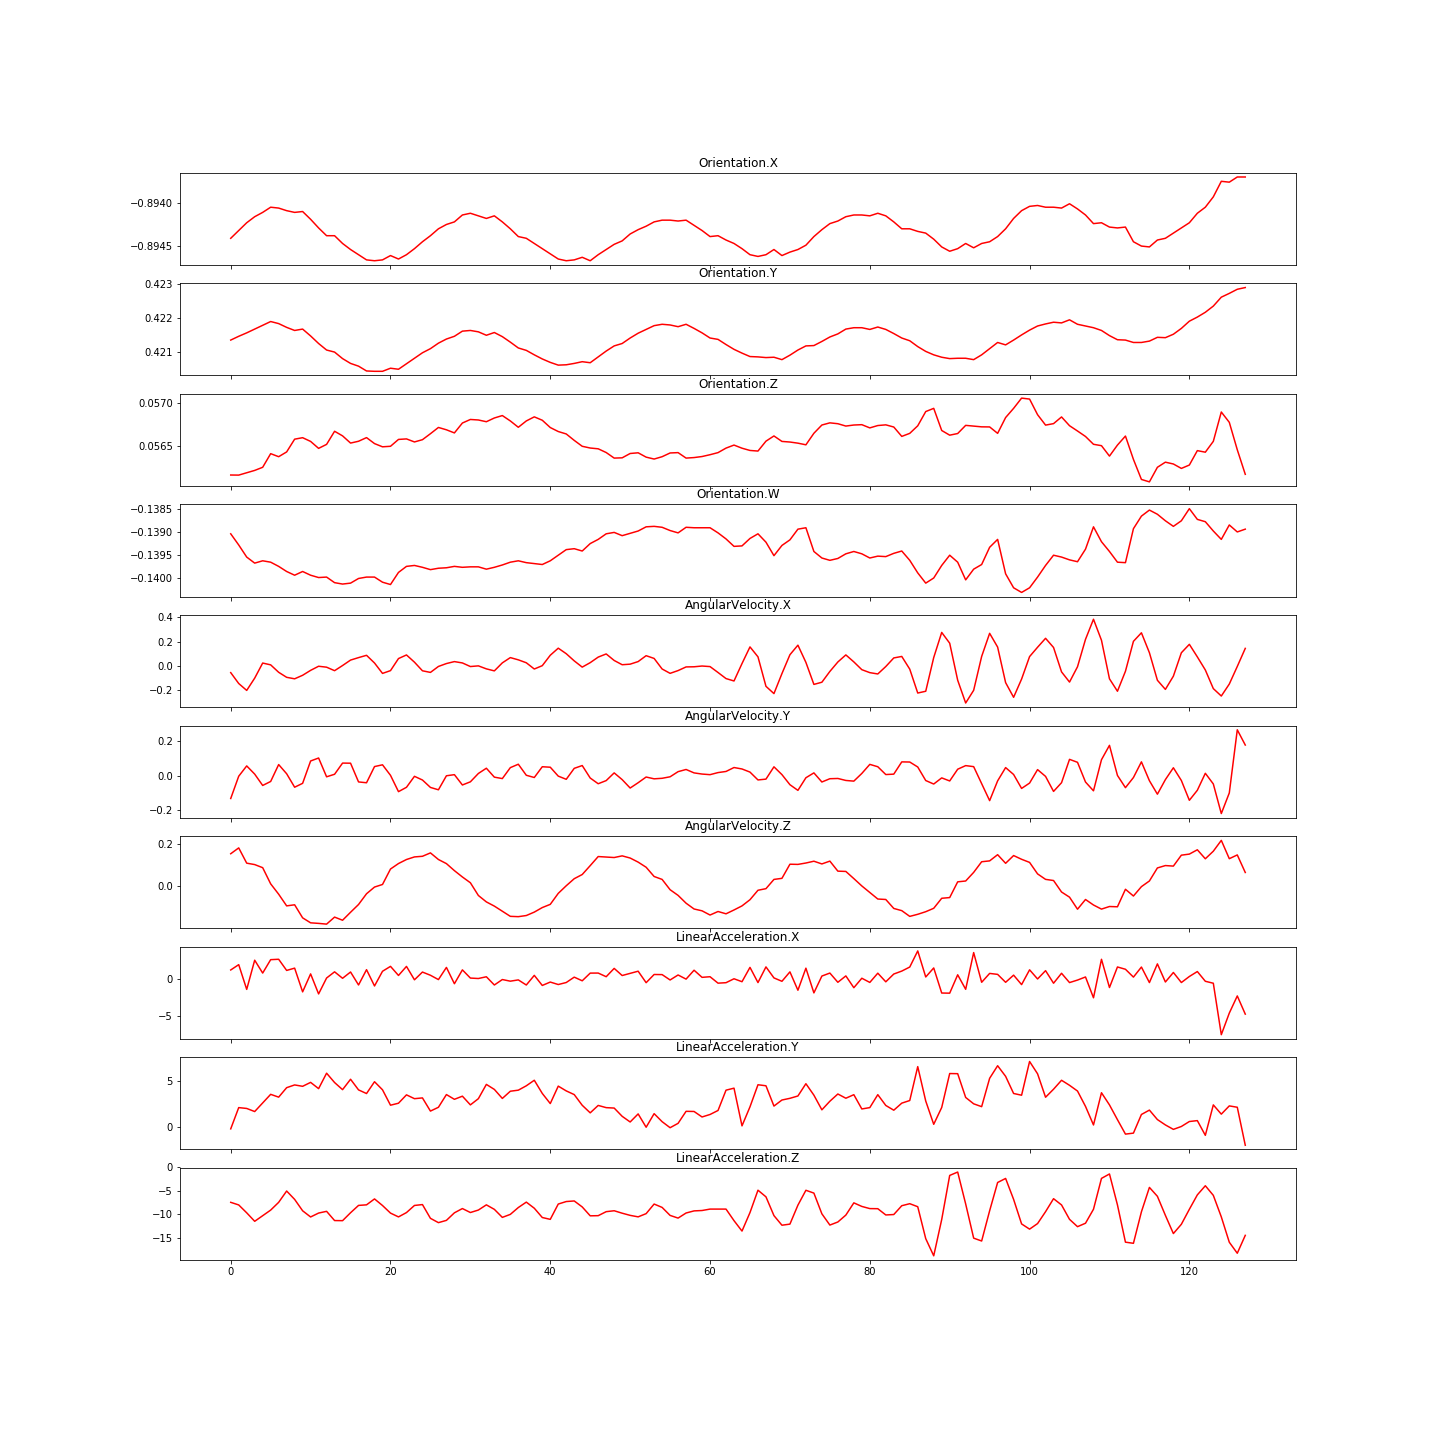 Orientation.X
−0.8940
−0.8945
Orientation.Y
0.423
0.422
0.421
Orientation.Z
0.0570
0.0565
Orientation.W
−0.1385
−0.1390
−0.1395
−0.1400
AngularVelocity.X
0.4
0.2
0.0
−0.2
AngularVelocity.Y
0.2
0.0
−0.2
AngularVelocity.Z
0.2
0.0
LinearAcceleration.X
0
−5
LinearAcceleration.Y
5
0
LinearAcceleration.Z
0
−5
−10
−15
0 20 40 60 80 100 120